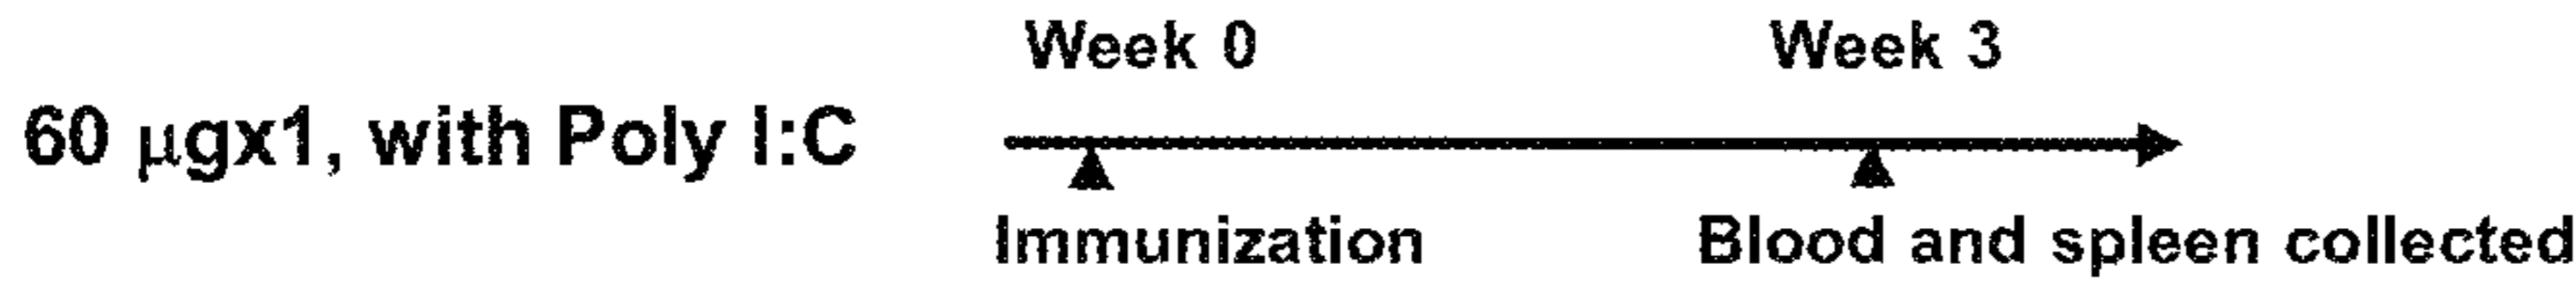 Week 0 Week 3
60 μgx1, with Poly I:C
Immunization Blood and spleen collected